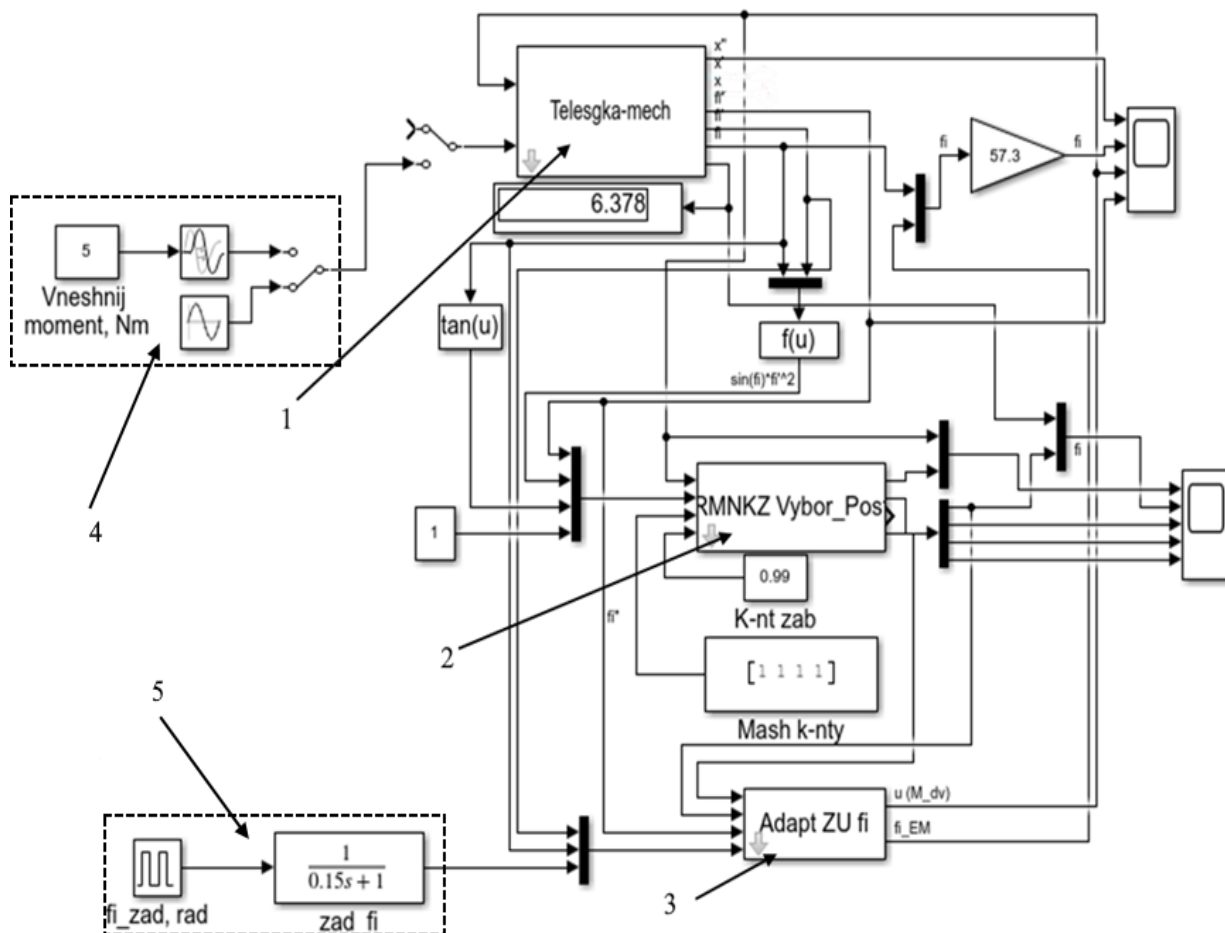 x"
x'
x
fi"
fi'
fi
Telesgka-mech
6.378
fi
57.3
fi
5
Vneshnij
moment, Nm
4
tan(u)
f(u)
sin(fi)*fi'^2
1
fi
RMNKZ Vybor_Pos
1
2
0.99
K-nt zab
fi"
[1 1 1 1]
Mash k-nty
5
Adapt ZU fi
u (M_dv)
fi_EM
3
1
0.15s + 1
fi_zad, rad
zad_fi